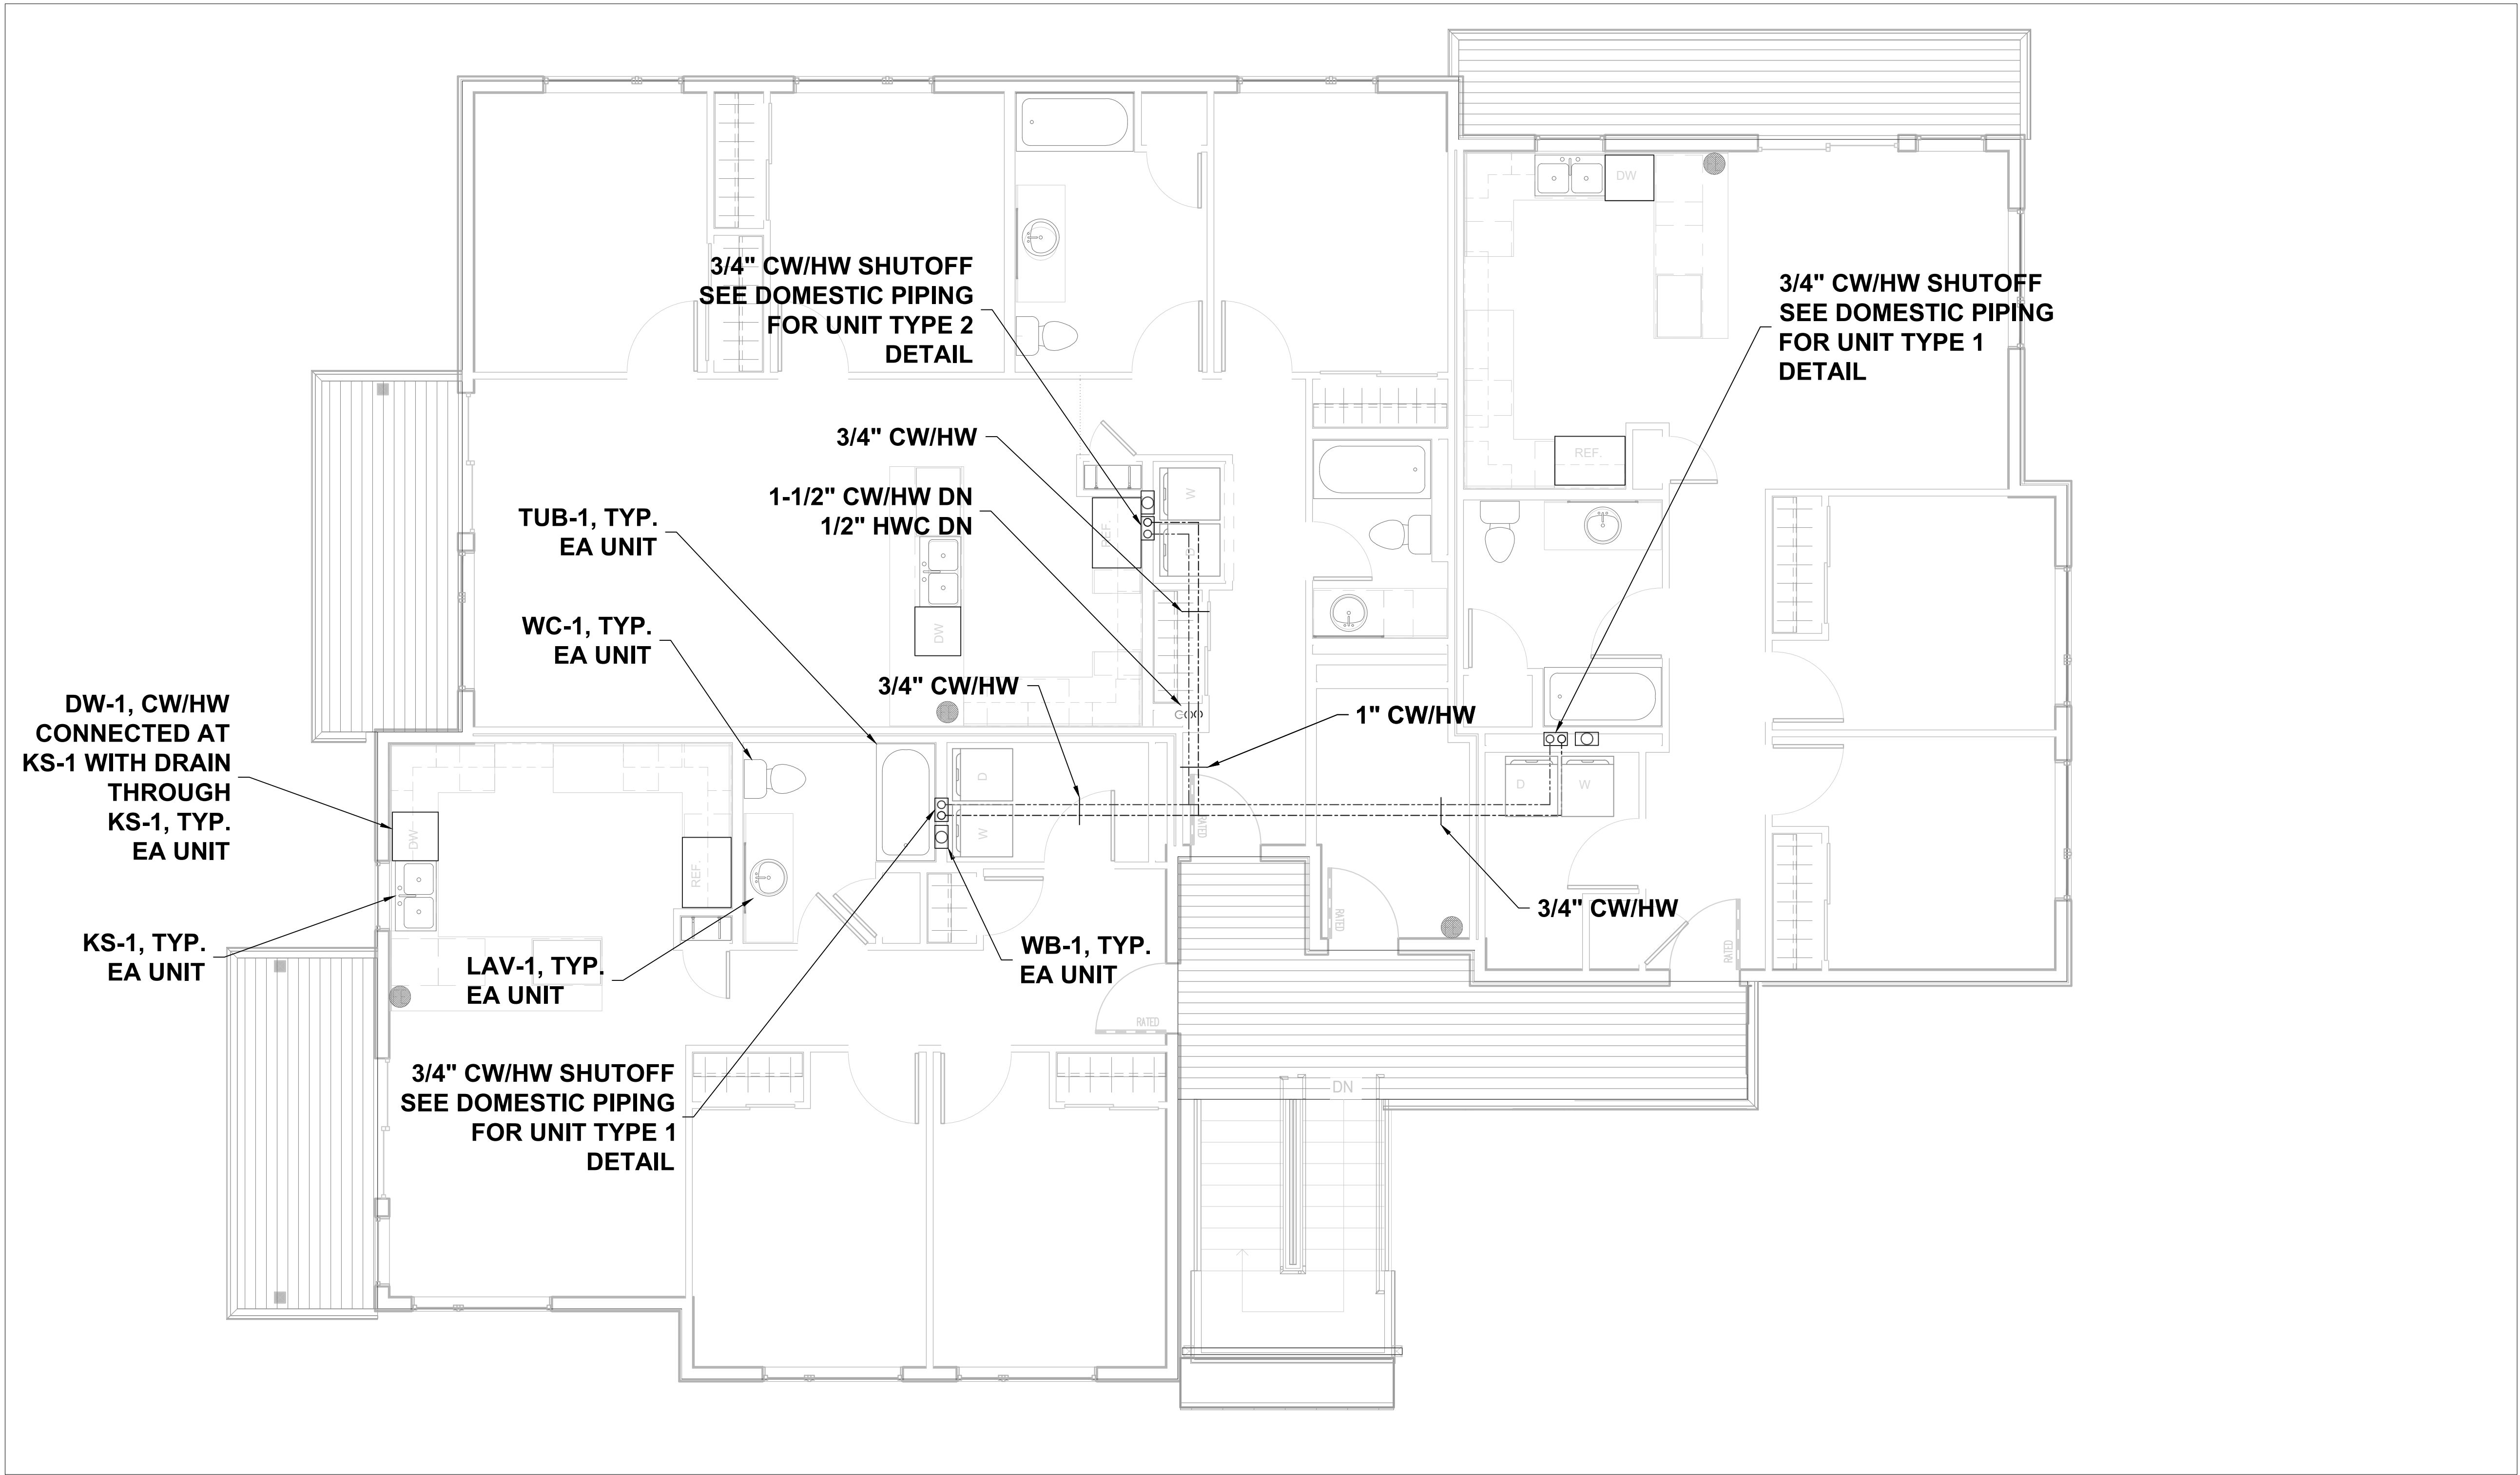 DW
3/4" CW/HW SHUTOFF
SEE DOMESTIC PIPING
FOR UNIT TYPE 2
DETAIL
3/4" CW/HW SHUTOFF
SEE DOMESTIC PIPING
FOR UNIT TYPE 1
DETAIL
3/4" CW/HW
REF.
W
1-1/2" CW/HW DN
1/2" HWC DN
TUB-1, TYP.
EA UNIT
REF.
D
WC-1, TYP.
EA UNIT
DW
3/4" CW/HW
1" CW/HW
DW-1, CW/HW
CONNECTED AT
KS-1 WITH DRAIN
THROUGH
KS-1, TYP.
EA UNIT
D
D
W
DW
W
RATED
REF.
3/4" CW/HW
RATED
KS-1, TYP.
EA UNIT
LAV-1, TYP.
EA UNIT
WB-1, TYP.
EA UNIT
RATED
RATED
3/4" CW/HW SHUTOFF
SEE DOMESTIC PIPING
FOR UNIT TYPE 1
DETAIL
DN